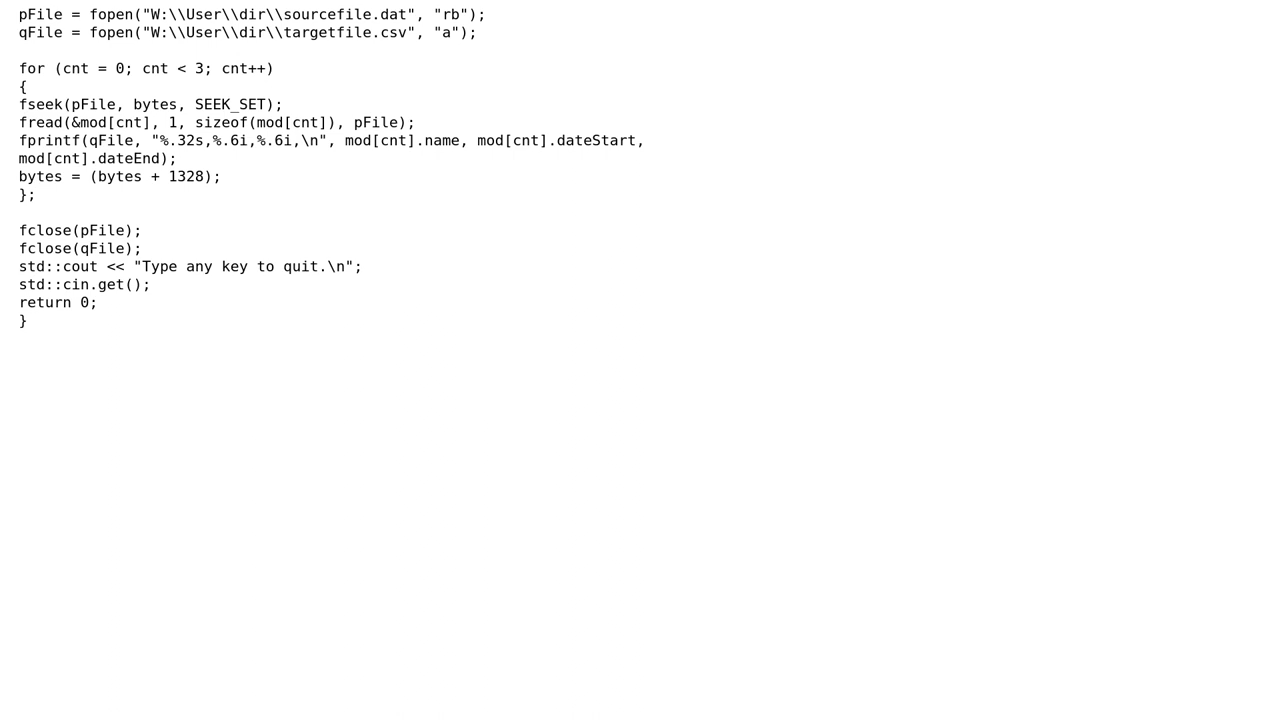 pFile = fopen("W:\\User\\dir\\sourcefile.dat", "rb");
qFile = fopen("W:\\User\\dir\\targetfile.csv", "a");

for (cnt = 0; cnt < 3; cnt++)
{
fseek(pFile, bytes, SEEK_SET);
fread(&mod[cnt], 1, sizeof(mod[cnt]), pFile);
fprintf(qFile, "%.32s,%.6i,%.6i,\n", mod[cnt].name, mod[cnt].dateStart,
mod[cnt].dateEnd);
bytes = (bytes + 1328);
};

fclose(pFile);
fclose(qFile);
std::cout << "Type any key to quit.\n";
std::cin.get();
return 0;
}